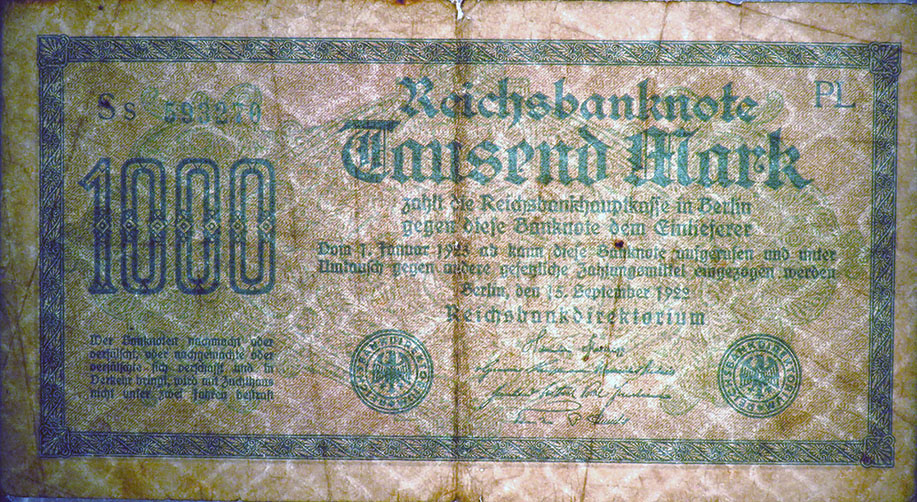 Ss 593270
Reichsbanknote
PL
Tausend Mark
1000
zahlt die Reichsbankhauptkasse in Berlin
gegen diese Banknote dem Einlieferer
Vom 1. Januar 1923 ab kann diese Banknote aufgerufen und unter
Umtausch gegen andere gesetzliche Zahlungsmittel eingezogen werden
Berlin, den 15. September 1922
Reichsbankdirektorium
Wer Banknoten nachmacht oder
verfälscht, oder nachgemachte oder
verfälschte sich verschafft und in
Verkehr bringt, wird mit Zuchthaus
nicht unter zwei Jahren bestraft
REICHSBANKDIREKTORIUM
REICHSBANKDIREKTORIUM